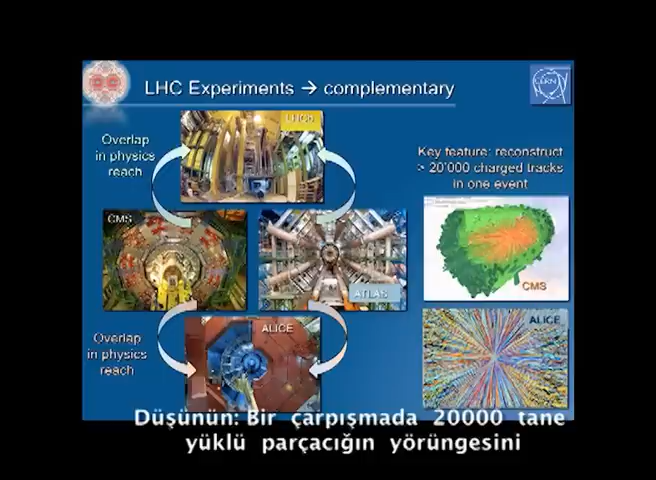 LHC Experiments → complementary
CERN
Overlap
in physics
reach
LHCb
Key feature: reconstruct
> 20'000 charged tracks
in one event
CMS
ATLAS
CMS
ALICE
Overlap
in physics
reach
ALICE
Düşünün: Bir çarpışmada 20000 tane
yüklü parçacığın yörüngesini